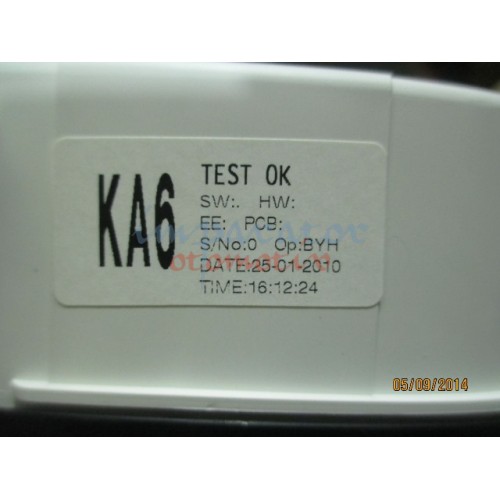 KA6
TEST OK
SW:. HW:
EE: PCB:
S/No:0 Op:BYH
DATE:25-01-2010
TIME:16:12:24
otomotiv
05/09/2014